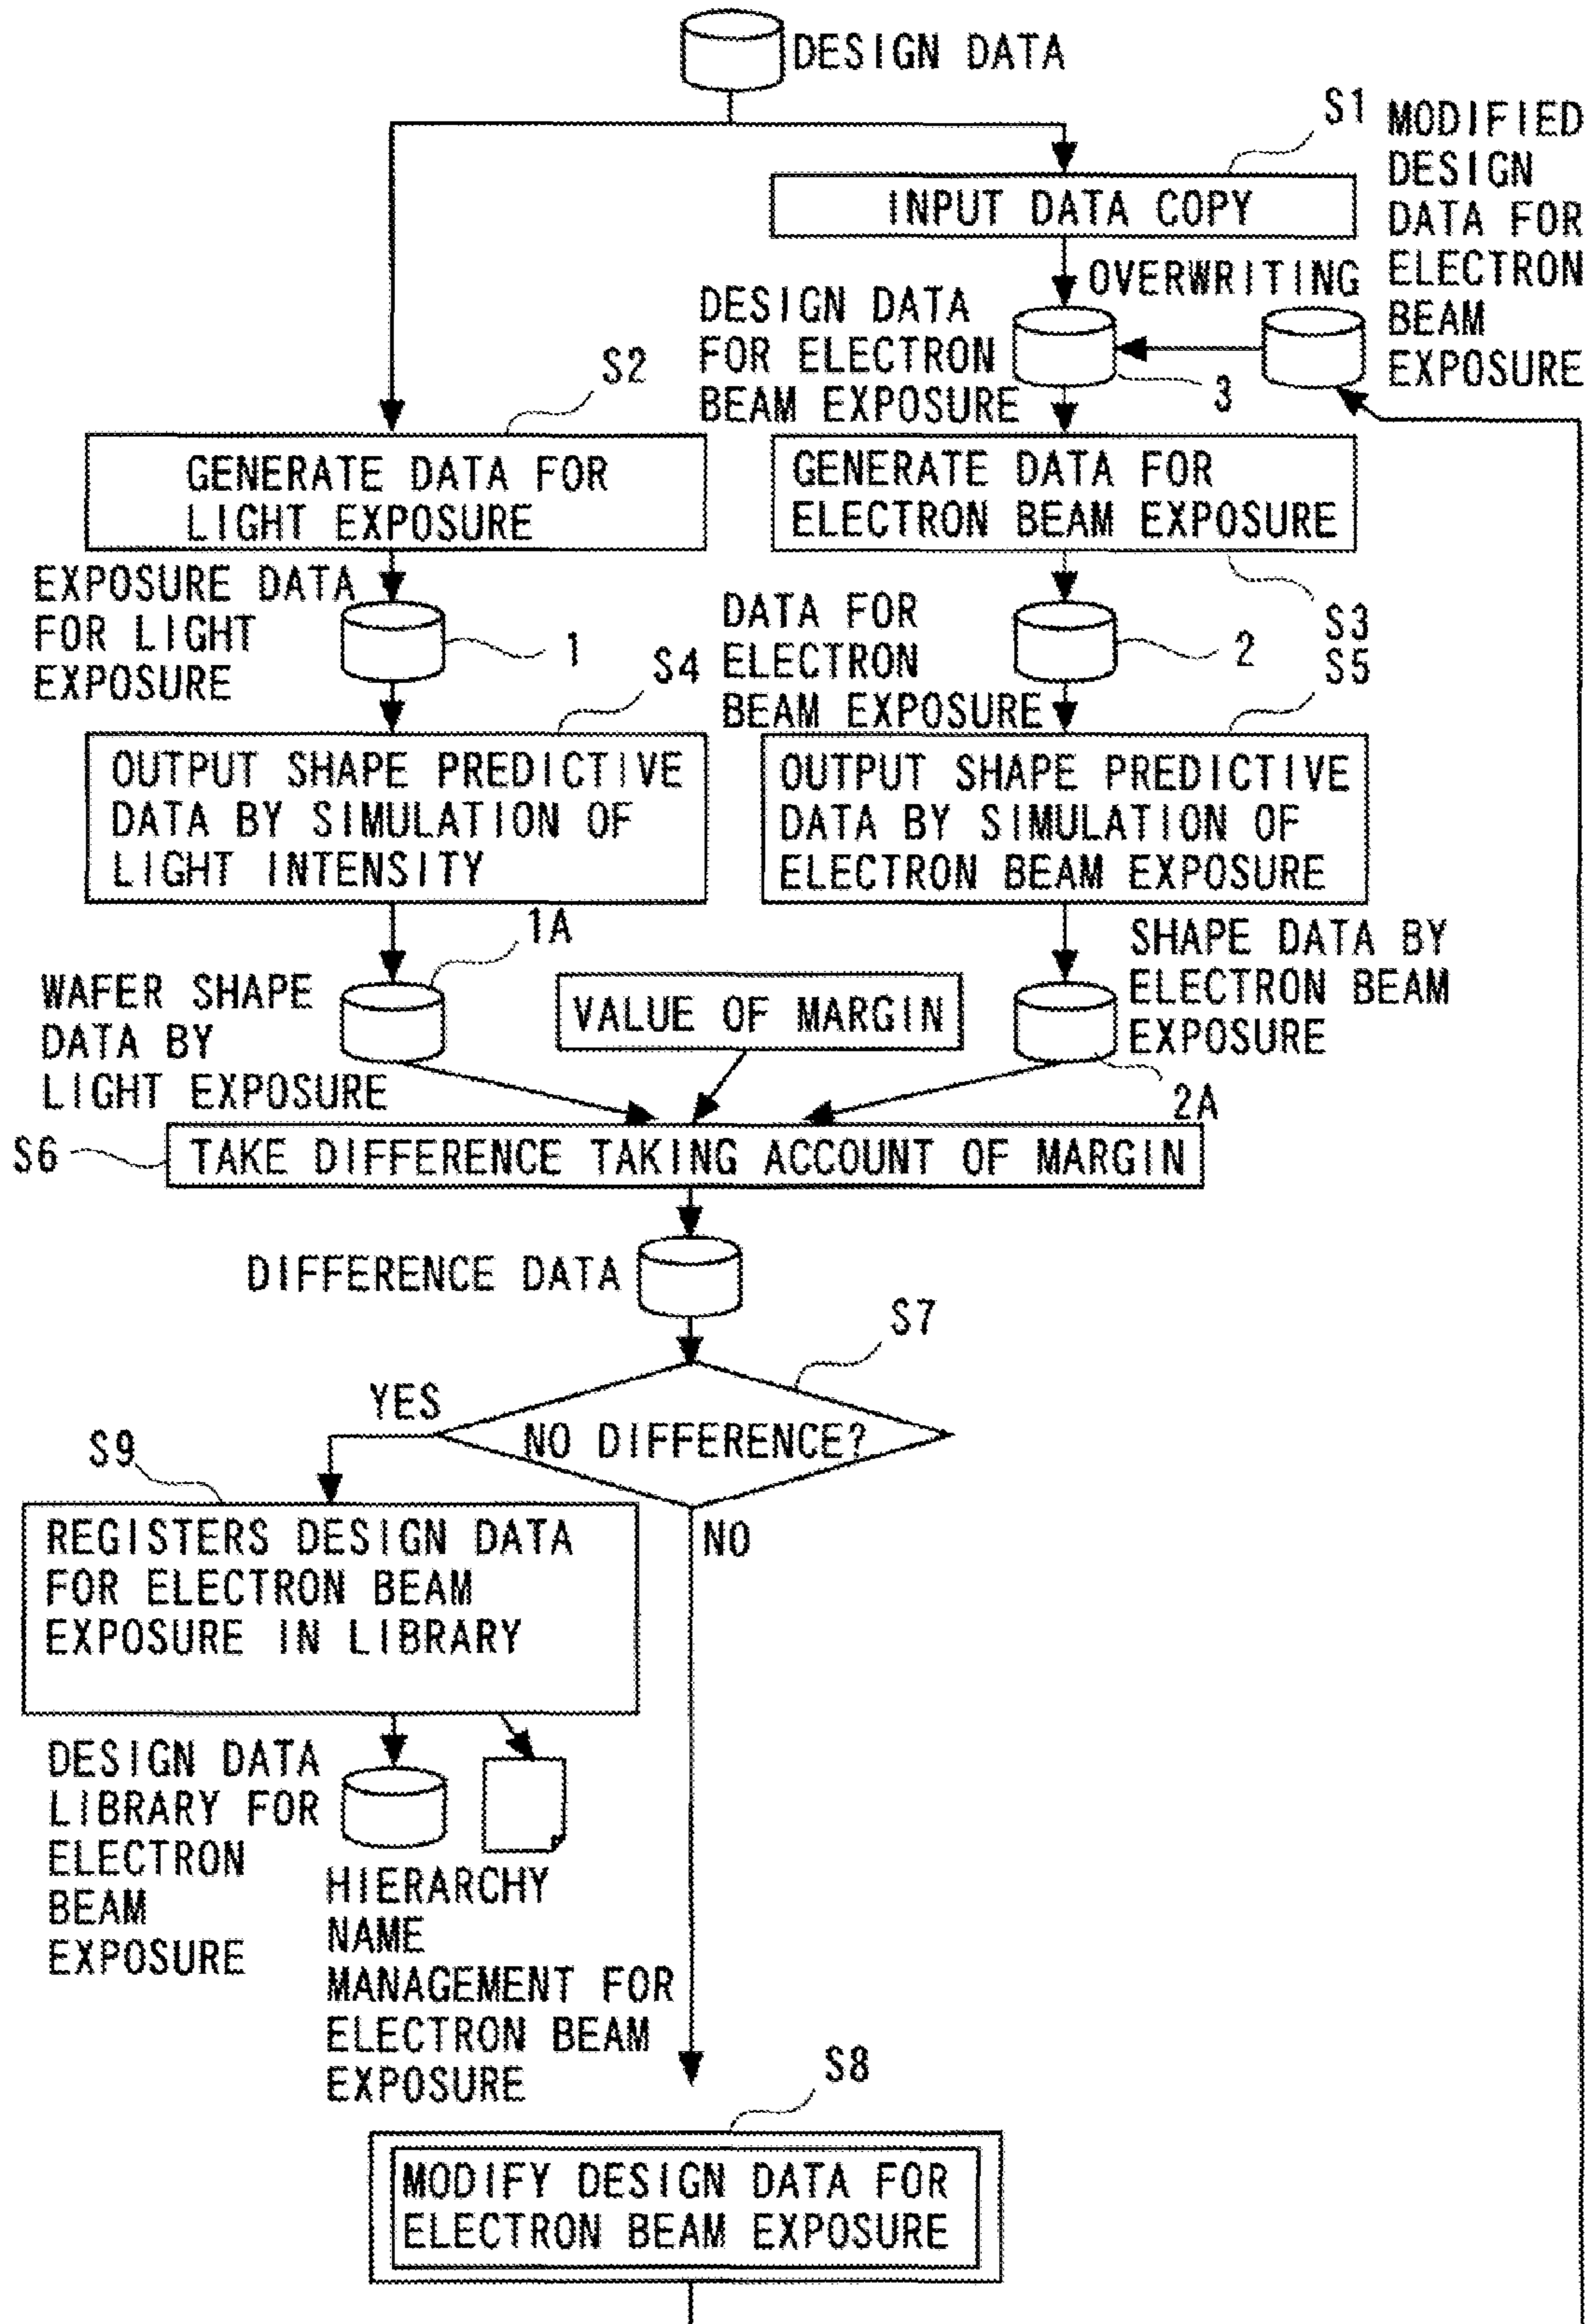 DESIGN DATA
S1
MODIFIED
DESIGN
DATA FOR
ELECTRON
BEAM
EXPOSURE
INPUT DATA COPY
OVERWRITING
DESIGN DATA
FOR ELECTRON
BEAM EXPOSURE
3
S2
GENERATE DATA FOR
LIGHT EXPOSURE
GENERATE DATA FOR
ELECTRON BEAM EXPOSURE
S3
EXPOSURE DATA
FOR LIGHT
EXPOSURE
1
DATA FOR
ELECTRON
BEAM EXPOSURE
2
S4
S5
OUTPUT SHAPE PREDICTIVE
DATA BY SIMULATION OF
LIGHT INTENSITY
OUTPUT SHAPE PREDICTIVE
DATA BY SIMULATION OF
ELECTRON BEAM EXPOSURE
1A
WAFER SHAPE
DATA BY
LIGHT EXPOSURE
VALUE OF MARGIN
SHAPE DATA BY
ELECTRON BEAM
EXPOSURE
2A
S6
TAKE DIFFERENCE TAKING ACCOUNT OF MARGIN
DIFFERENCE DATA
S7
YES
NO DIFFERENCE?
NO
S9
REGISTERS DESIGN DATA
FOR ELECTRON BEAM
EXPOSURE IN LIBRARY
DESIGN DATA
LIBRARY FOR
ELECTRON
BEAM
EXPOSURE
HIERARCHY
NAME
MANAGEMENT FOR
ELECTRON BEAM
EXPOSURE
S8
MODIFY DESIGN DATA FOR
ELECTRON BEAM EXPOSURE